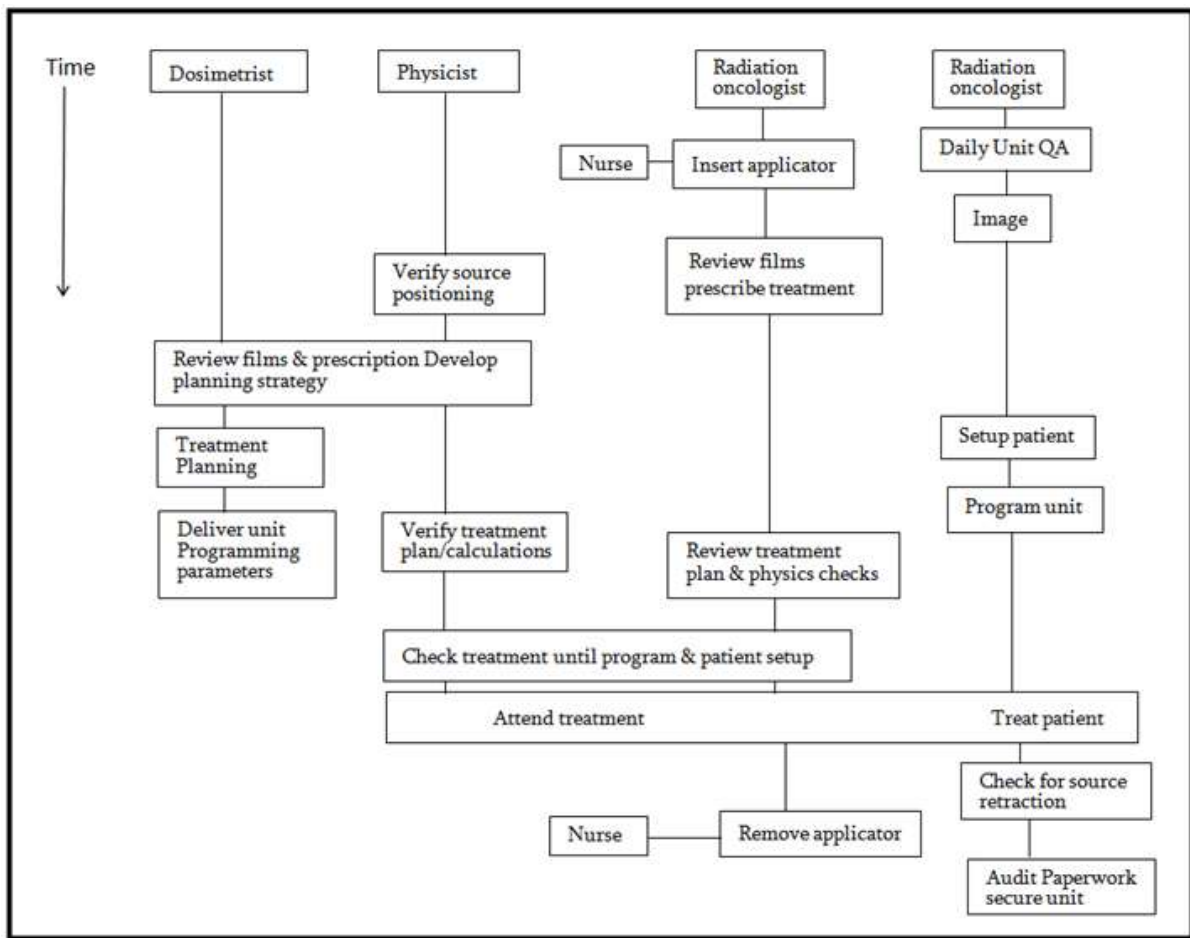 Time
Dosimetrist
Physicist
Radiation
oncologist
Radiation
oncologist
Daily Unit QA
Nurse
Insert applicator
Image
Verify source
positioning
Review films
prescribe treatment
Review films & prescription Develop
planning strategy
Treatment
Planning
Setup patient
Program unit
Deliver unit
Programming
parameters
Verify treatment
plan/calculations
Review treatment
plan & physics checks
Check treatment until program & patient setup
Attend treatment
Treat patient
Check for source
retraction
Nurse
Remove applicator
Audit Paperwork
secure unit